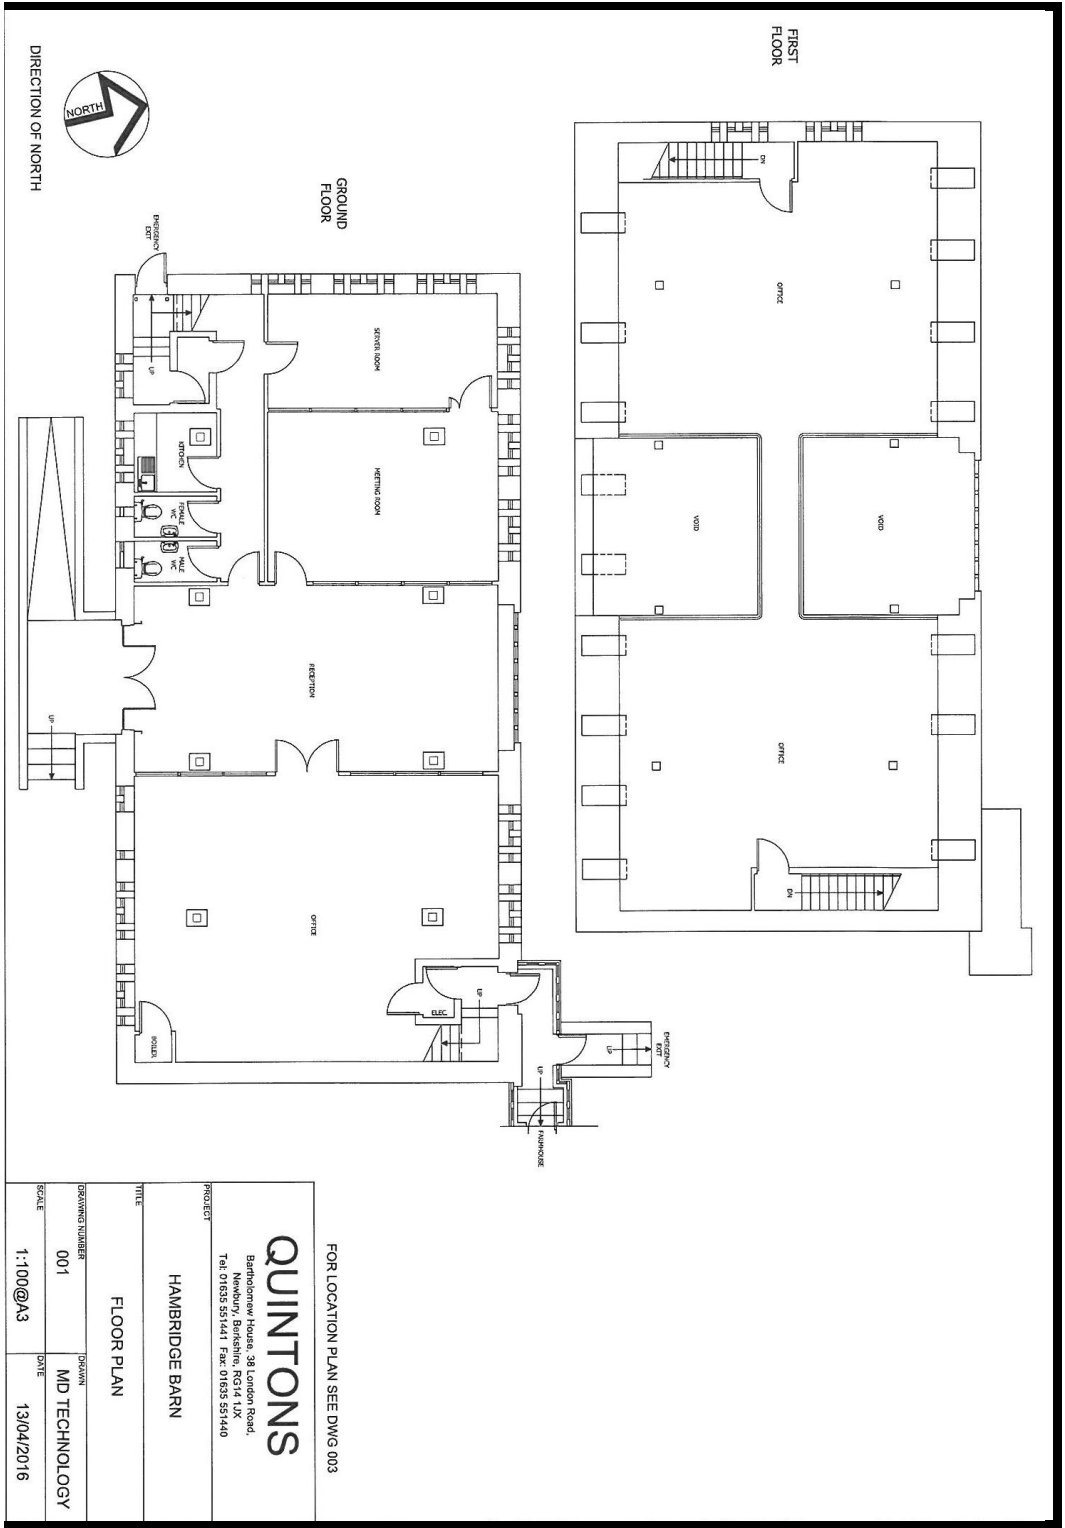 FIRST
FLOOR
DN
OFFICE
VOID
VOID
OFFICE
DN
DIRECTION OF NORTH
NORTH
GROUND
FLOOR
EMERGENCY
EXIT
UP
SERVER ROOM
KITCHEN
MEETING ROOM
FEMALE
WC
MALE
WC
RECEPTION
UP
OFFICE
ELEC.
UP
BOILER
EMERGENCY
EXIT
UP
UP
FARMHOUSE
FOR LOCATION PLAN SEE DWG 003
QUINTONS
Bartholomew House, 38 London Road,
Newbury, Berkshire, RG14 1JX
Tel: 01635 551441 Fax: 01635 551440
PROJECT
HAMBRIDGE BARN
TITLE
FLOOR PLAN
DRAWING NUMBER
001
DRAWN
MD TECHNOLOGY
SCALE
1:100@A3
DATE
13/04/2016